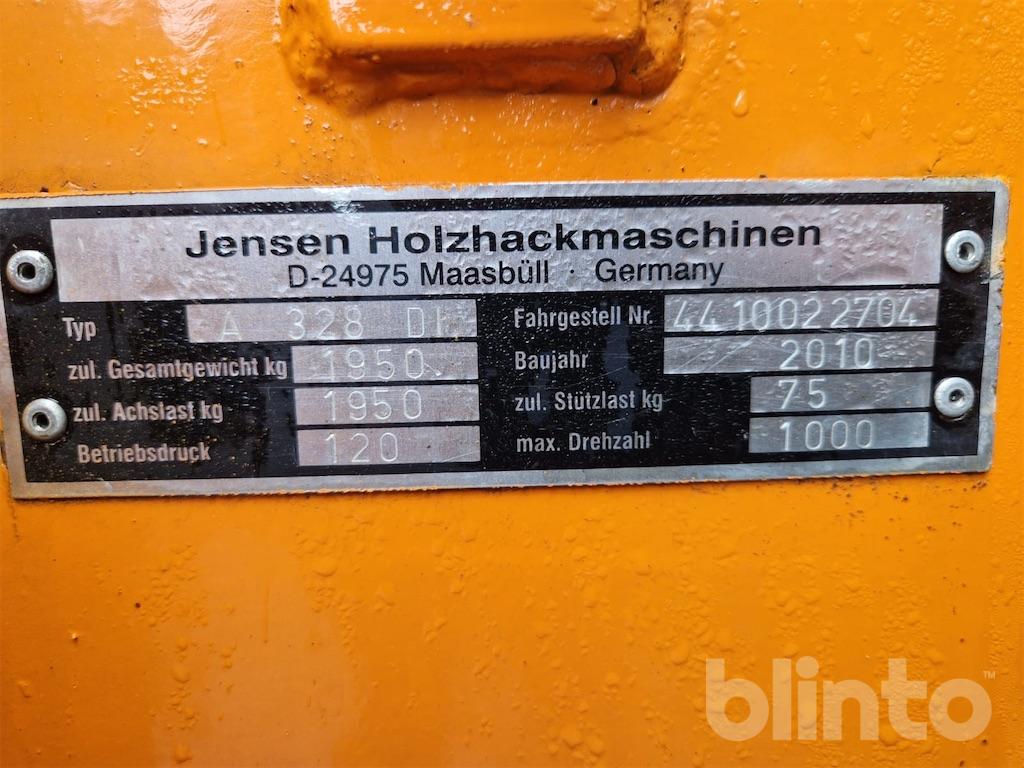 Jensen Holzhackmaschinen
D-24975 Maasbüll · Germany
Typ A 328 DI
zul. Gesamtgewicht kg 1950
zul. Achslast kg 1950
Betriebsdruck 120
Fahrgestell Nr. 4410022704
Baujahr 2010
zul. Stützlast kg 75
max. Drehzahl 1000
blinto™